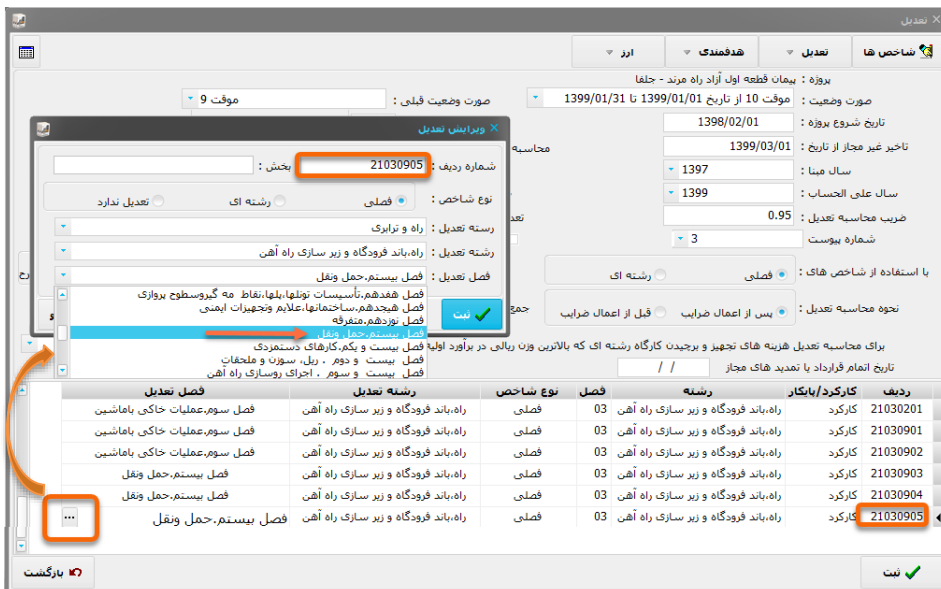 تعدیل
شاخص ها
تعدیل
هدفمندی
ارز
پروژه : پیمان قطعه اول آزاد راه مرند - جلفا
صورت وضعیت : موقت 10 از تاریخ 1399/01/01 تا 1399/01/31
صورت وضعیت قبلی : موقت 9
تاریخ شروع پروژه : 1398/02/01
تاخیر غیر مجاز از تاریخ : 1399/03/01
محاسبه
سال مبنا : 1397
سال علی الحساب : 1399
ضریب محاسبه تعدیل : 0.95
شماره پیوست 3
با استفاده از شاخص های : فصلی رشته ای
نحوه محاسبه تعدیل : پس از اعمال ضرایب قبل از اعمال ضرایب
جمع
برای محاسبه تعدیل هزینه های تجهیز و برچیدن کارگاه رشته ای که بالاترین وزن ریالی در برآورد اولیه
تاریخ اتمام قرارداد یا تمدید های مجاز / /
ویرایش تعدیل
شماره ردیف : 21030905 بخش :
نوع شاخص : فصلی رشته ای تعدیل ندارد
رسته تعدیل : راه و ترابری
رشته تعدیل : راه،باند فرودگاه و زیر سازی راه آهن
فصل تعدیل : فصل بیستم.حمل ونقل
فصل هفدهم.تأسیسات تونلها،پلها،نقاط مه گیروسطوح پروازی
فصل هیجدهم.ساختمانها،علایم وتجهیزات ایمنی
فصل نوزدهم.متفرقه
فصل بیستم.حمل ونقل
فصل بیست و یکم.کارهای دستمزدی
فصل بیست و دوم . ریل، سوزن و ملحقات
فصل بیست و سوم . اجرای روسازی راه آهن
ثبت
ردیف کارکرد/پایکار رشته فصل نوع شاخص رشته تعدیل فصل تعدیل
21030201 کارکرد راه،باند فرودگاه و زیر سازی راه آهن 03 فصلی راه،باند فرودگاه و زیر سازی راه آهن فصل سوم.عملیات خاکی باماشین
21030901 کارکرد راه،باند فرودگاه و زیر سازی راه آهن 03 فصلی راه،باند فرودگاه و زیر سازی راه آهن فصل سوم.عملیات خاکی باماشین
21030902 کارکرد راه،باند فرودگاه و زیر سازی راه آهن 03 فصلی راه،باند فرودگاه و زیر سازی راه آهن فصل سوم.عملیات خاکی باماشین
21030903 کارکرد راه،باند فرودگاه و زیر سازی راه آهن 03 فصلی راه،باند فرودگاه و زیر سازی راه آهن فصل بیستم.حمل ونقل
21030904 کارکرد راه،باند فرودگاه و زیر سازی راه آهن 03 فصلی راه،باند فرودگاه و زیر سازی راه آهن فصل بیستم.حمل ونقل
21030905 کارکرد راه،باند فرودگاه و زیر سازی راه آهن 03 فصلی راه،باند فرودگاه و زیر سازی راه آهن فصل بیستم.حمل ونقل ...
ثبت
بازگشت